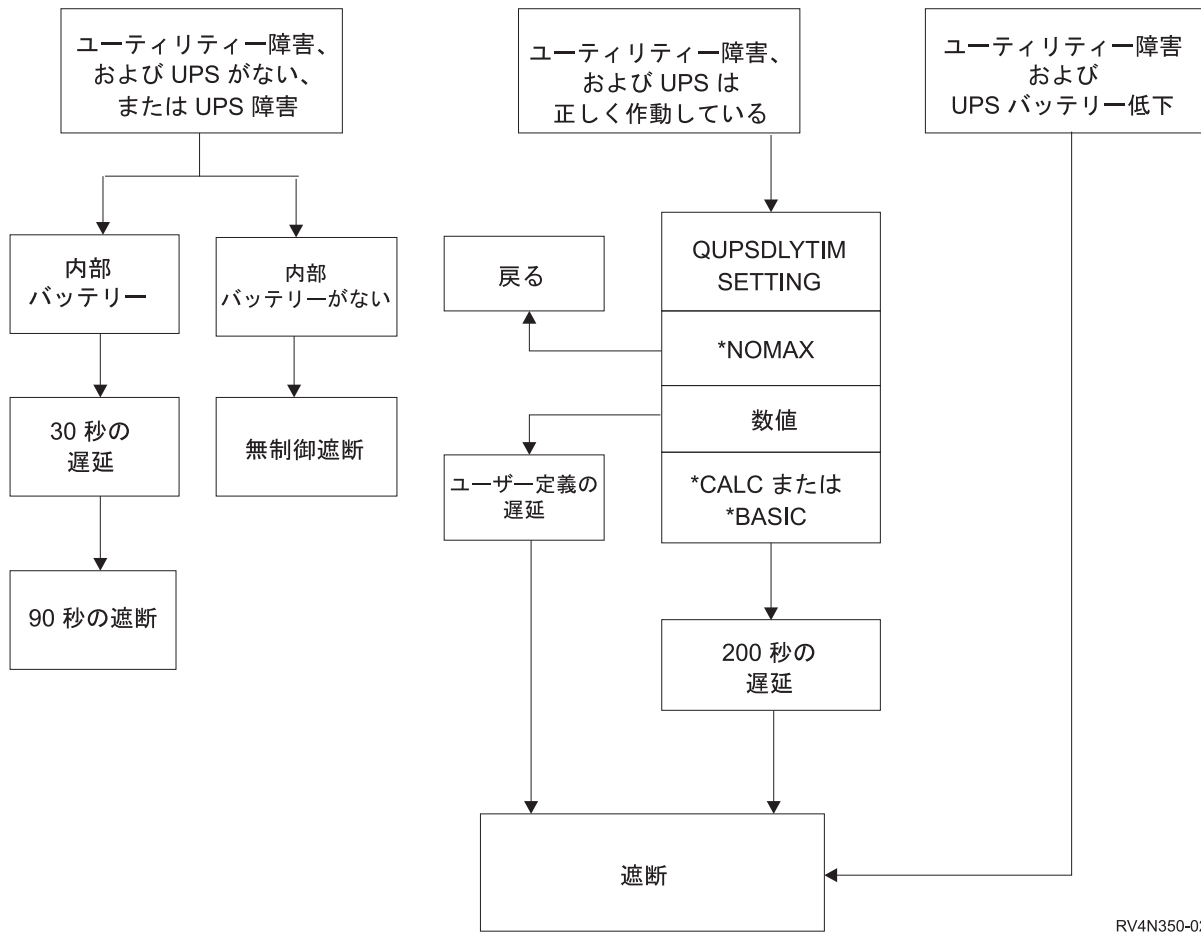 ユーティリティー障害、
および UPS がない、
または UPS 障害
ユーティリティー障害、
および UPS は
正しく作動している
ユーティリティー障害
および
UPS バッテリー低下
内部
バッテリー
内部
バッテリーがない
戻る
QUPSDLYTIM
SETTING
*NOMAX
数値
*CALC または
*BASIC
30 秒の
遅延
無制御遮断
ユーザー定義の
遅延
90 秒の遮断
200 秒の
遅延
遮断
RV4N350-02